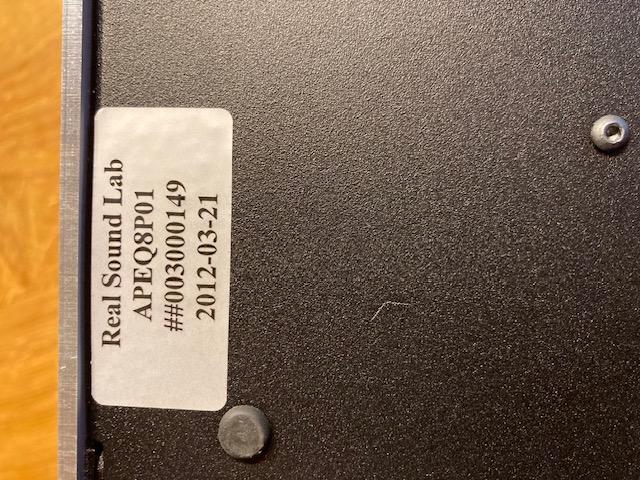 Real Sound Lab
APEQ8P01
##003000149
2012-03-21